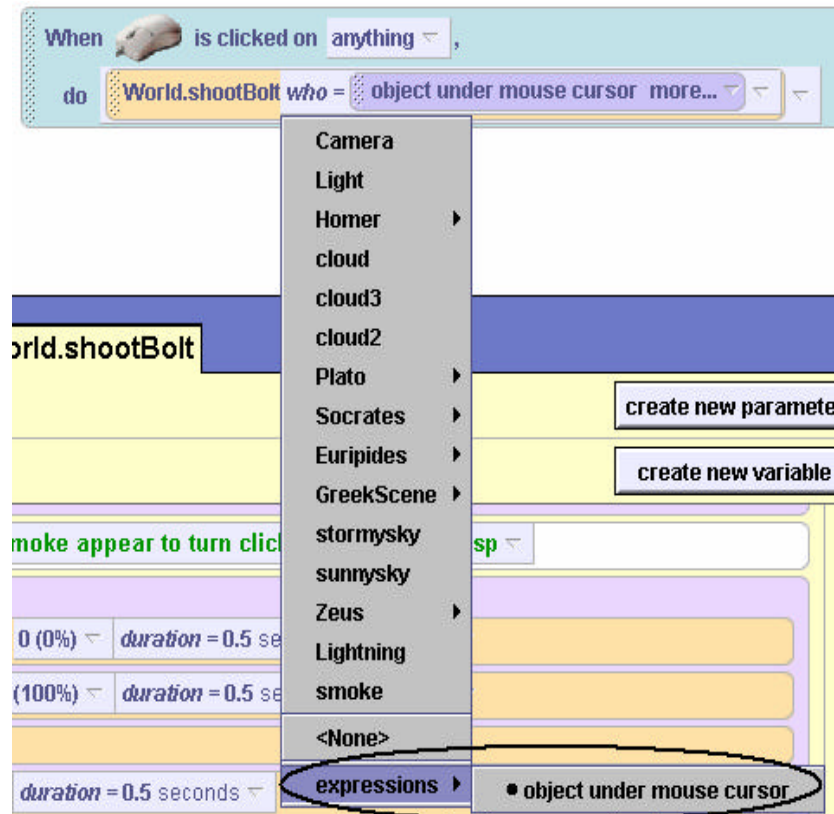 When is clicked on anything ,
do World.shootBolt who = object under mouse cursor more...
Camera
Light
Homer
cloud
cloud3
cloud2
orld.shootBolt
Plato
create new paramete
Socrates
Euripides
create new variable
GreekScene
stormysky
moke appear to turn clic sp
sunnysky
Zeus
0 (0%) duration = 0.5 se
Lightning
(100%) duration = 0.5 se
smoke
<None>
duration = 0.5 seconds
expressions
object under mouse cursor